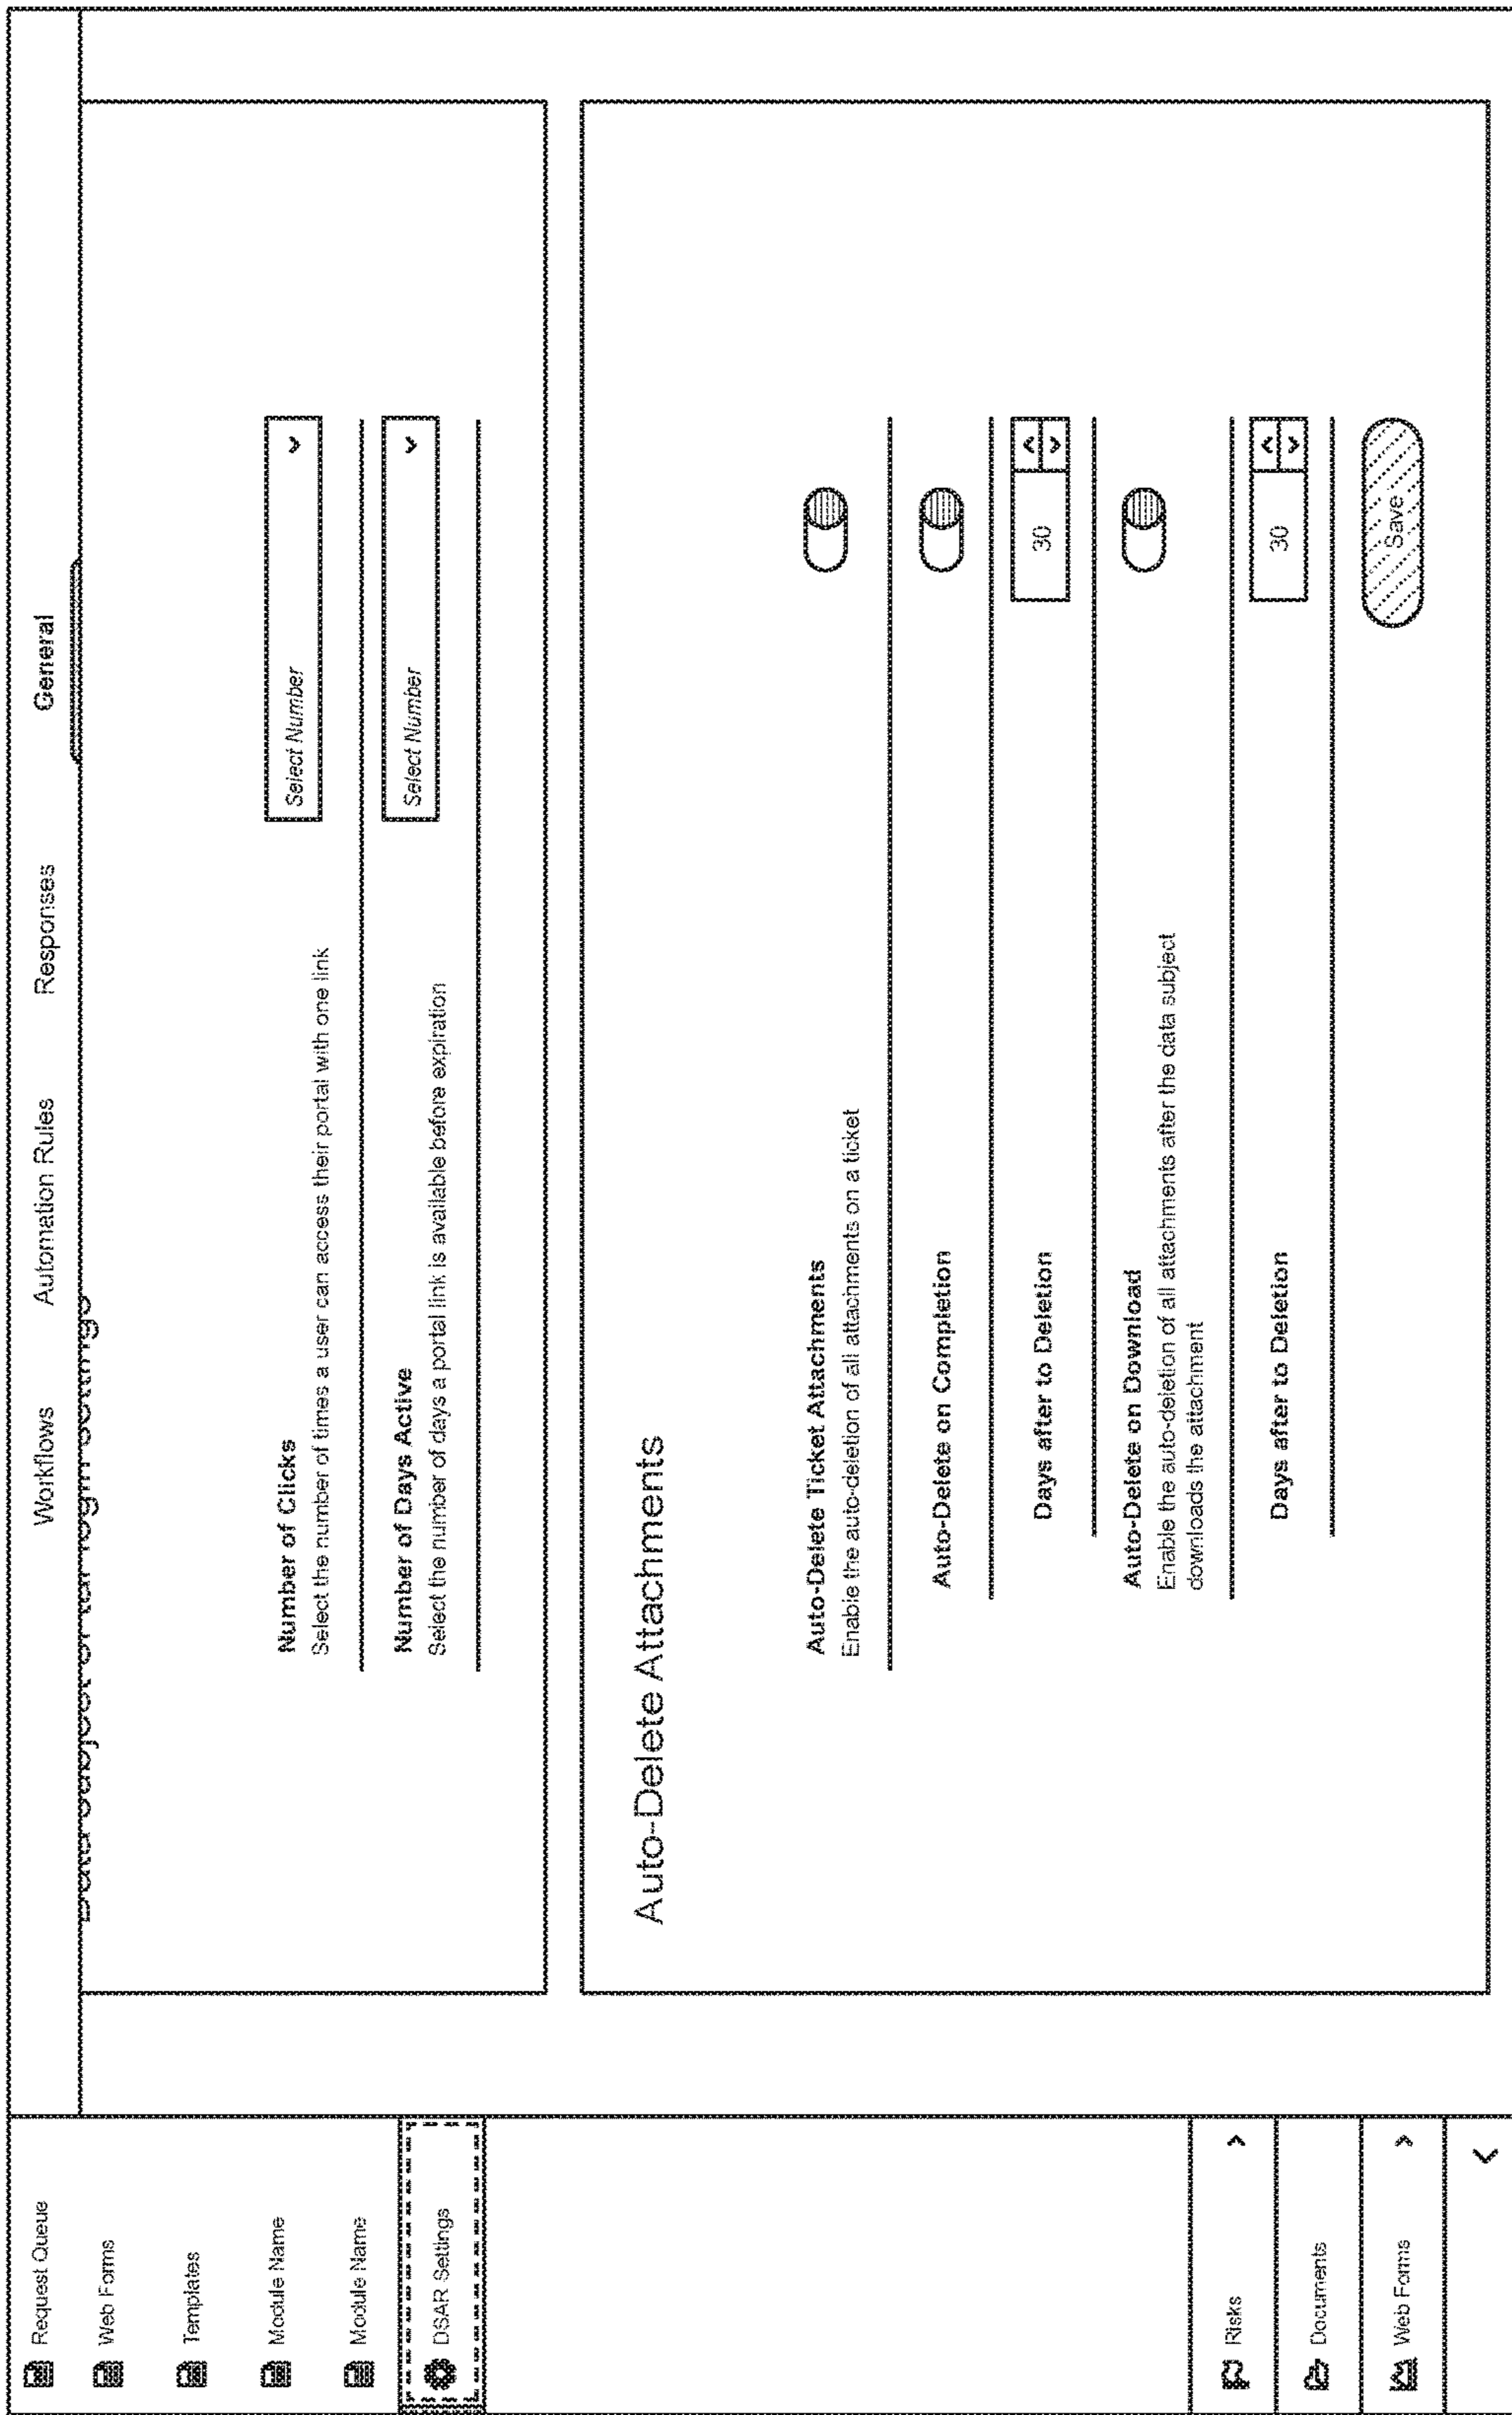 Request Queue
Web Forms
Templates
Module Name
Module Name
DSAR Settings
Risks
Documents
Web Forms
Workflows
Automation Rules
Responses
General
Number of Clicks
Select the number of times a user can access their portal with one link
Select Number
Number of Days Active
Select the number of days a portal link is available before expiration
Select Number
Auto-Delete Attachments
Auto-Delete Ticket Attachments
Enable the auto-deletion of all attachments on a ticket
Auto-Delete on Completion
Days after to Deletion
30
Auto-Delete on Download
Enable the auto-deletion of all attachments after the data subject
downloads the attachment
Days after to Deletion
30
Save